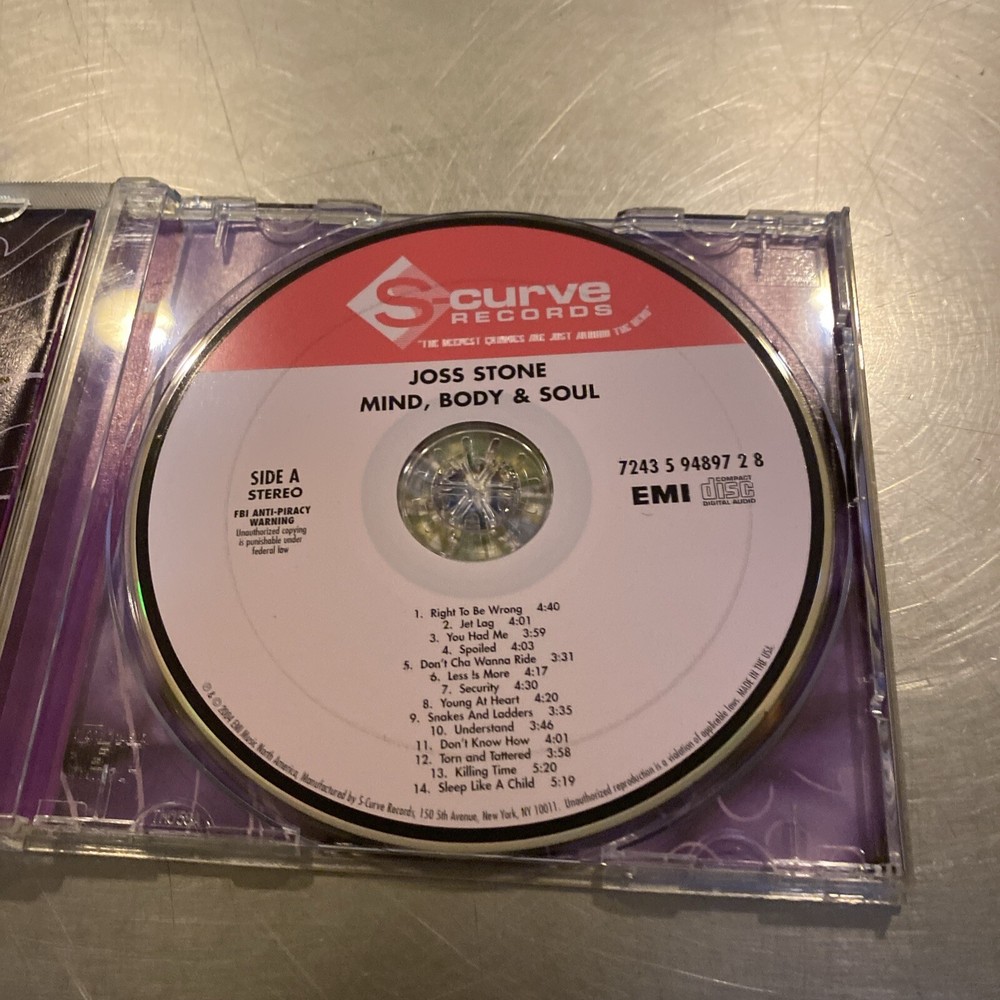 S-curve
RECORDS
"THE DEEPEST GROOVES ARE JUST AROUND THE BEND"
JOSS STONE
MIND, BODY & SOUL
SIDE A
STEREO
FBI ANTI-PIRACY
WARNING
Unauthorized copying
is punishable under
federal law
7243 5 94897 2 8
EMI
COMPACT
disc
DIGITAL AUDIO
1. Right To Be Wrong 4:40
2. Jet Lag 4:01
3. You Had Me 3:59
4. Spoiled 4:03
5. Don't Cha Wanna Ride 3:31
6. Less Is More 4:17
7. Security 4:30
8. Young At Heart 4:20
9. Snakes And Ladders 3:35
10. Understand 3:46
11. Don't Know How 4:01
12. Torn and Tattered 3:58
13. Killing Time 5:20
14. Sleep Like A Child 5:19
℗ & © 2004 EMI Music, North America. Manufactured by S-Curve Records, 150 5th Avenue, New York, NY 10011. Unauthorized reproduction is a violation of applicable laws. MADE IN THE USA.